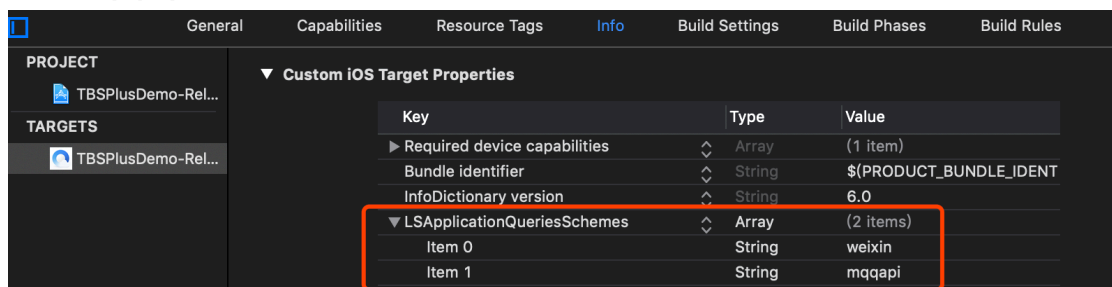 General Capabilities Resource Tags Info Build Settings Build Phases Build Rules
PROJECT
TBSPlusDemo-Rel...
TARGETS
TBSPlusDemo-Rel...
Custom iOS Target Properties
Key Type Value
Required device capabilities Array (1 item)
Bundle identifier String $(PRODUCT_BUNDLE_IDENT
InfoDictionary version String 6.0
LSApplicationQueriesSchemes Array (2 items)
Item 0 String weixin
Item 1 String mqqapi